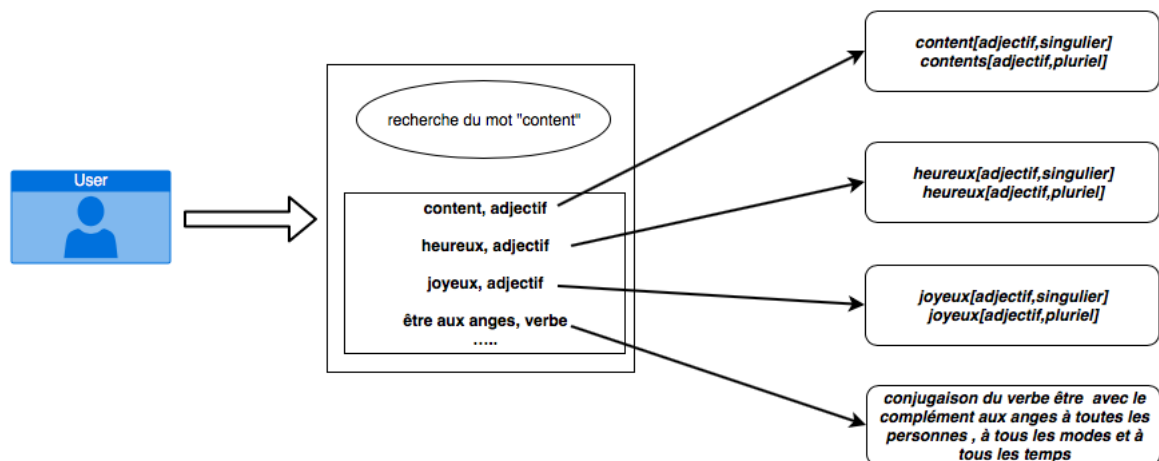 User
recherche du mot "content"
content, adjectif
heureux, adjectif
joyeux, adjectif
être aux anges, verbe
.....
content[adjectif,singulier]
contents[adjectif,pluriel]
heureux[adjectif,singulier]
heureux[adjectif,pluriel]
joyeux[adjectif,singulier]
joyeux[adjectif,pluriel]
conjugaison du verbe être avec le
complément aux anges à toutes les
personnes , à tous les modes et à
tous les temps